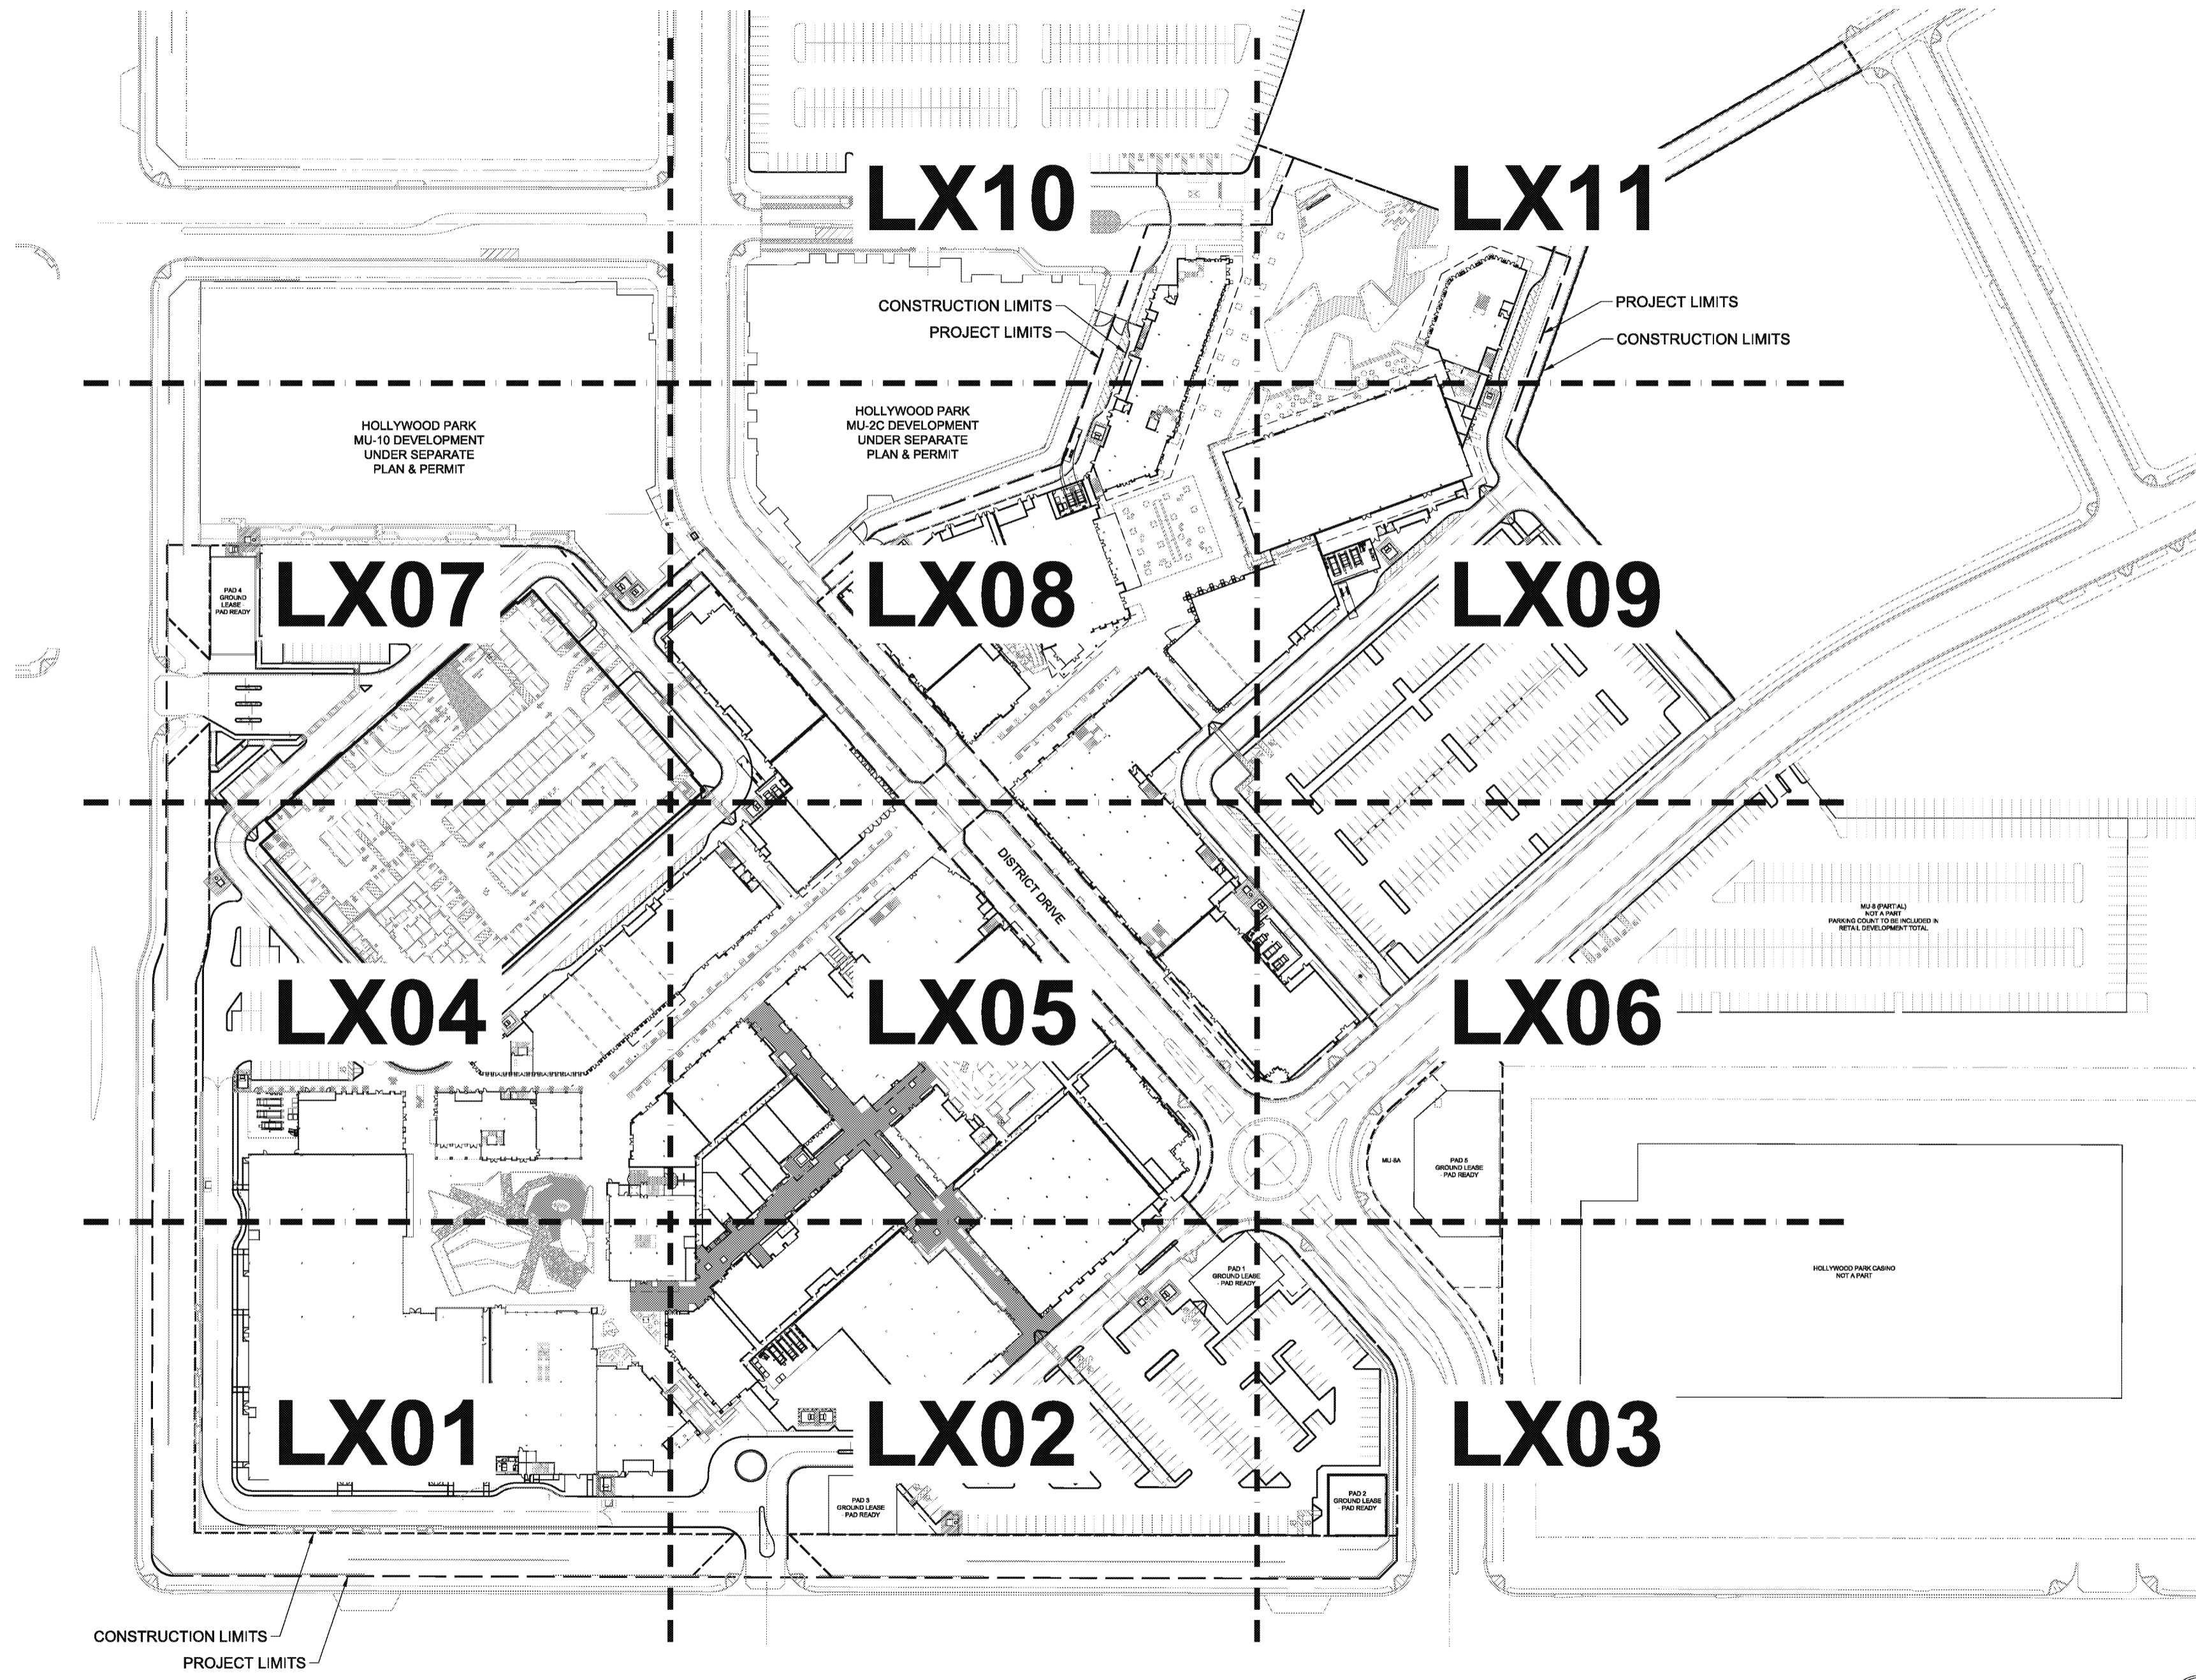 LX10
LX11
CONSTRUCTION LIMITS
PROJECT LIMITS
PROJECT LIMITS
CONSTRUCTION LIMITS
HOLLYWOOD PARK
MU-10 DEVELOPMENT
UNDER SEPARATE
PLAN & PERMIT
HOLLYWOOD PARK
MU-2C DEVELOPMENT
UNDER SEPARATE
PLAN & PERMIT
PAD 4
GROUND
LEASE -
PAD READY
LX07
LX08
LX09
DISTRICT DRIVE
MU-8 (PARTIAL)
NOT A PART
PARKING COUNT TO BE INCLUDED IN
RETAIL DEVELOPMENT TOTAL
LX04
LX05
LX06
MU-8A
PAD 5
GROUND LEASE
- PAD READY
PAD 1
GROUND LEASE
- PAD READY
HOLLYWOOD PARK CASINO
NOT A PART
LX01
LX02
LX03
PAD 3
GROUND LEASE
- PAD READY
PAD 2
GROUND LEASE
- PAD READY
CONSTRUCTION LIMITS
PROJECT LIMITS